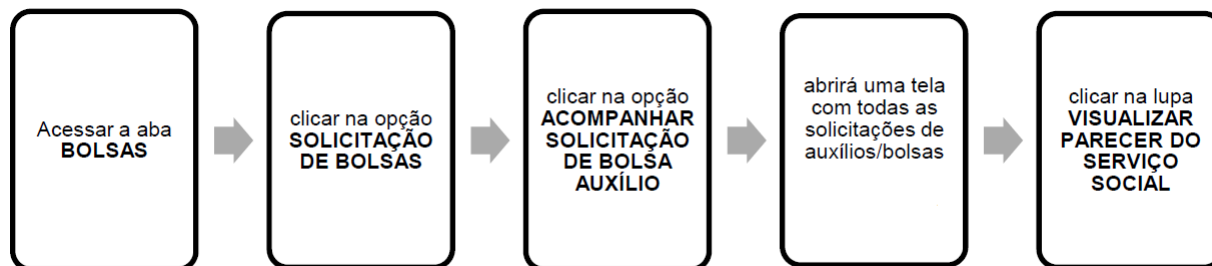 Acessar a aba
BOLSAS
clicar na opção
SOLICITAÇÃO
DE BOLSAS
clicar na opção
ACOMPANHAR
SOLICITAÇÃO
DE BOLSA
AUXÍLIO
abrirá uma tela
com todas as
solicitações de
auxílios/bolsas
clicar na lupa
VISUALIZAR
PARECER DO
SERVIÇO
SOCIAL